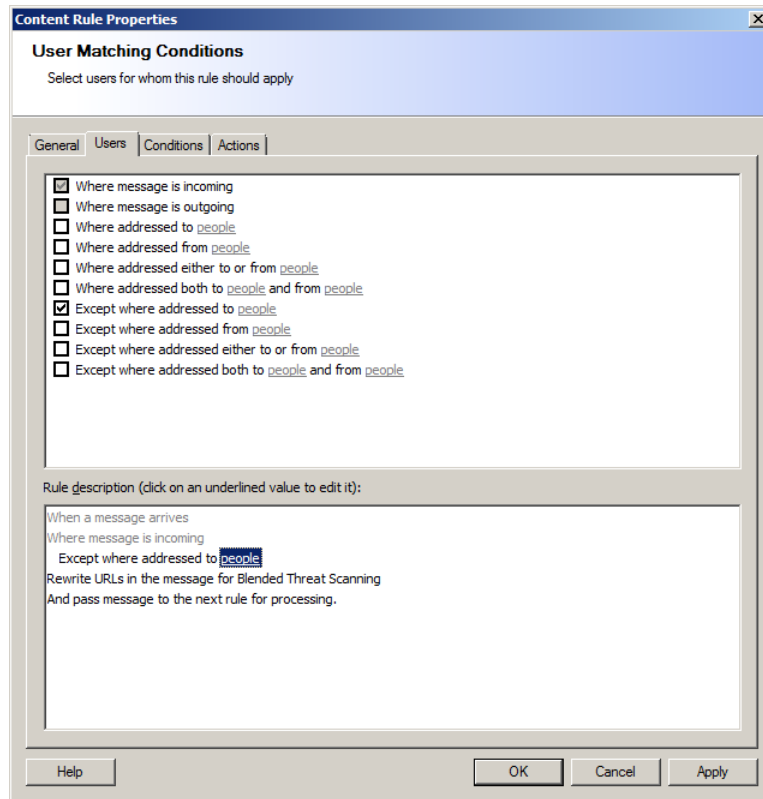 Content Rule Properties
User Matching Conditions
Select users for whom this rule should apply
General Users Conditions Actions
Where message is incoming
Where message is outgoing
Where addressed to people
Where addressed from people
Where addressed either to or from people
Where addressed both to people and from people
Except where addressed to people
Except where addressed from people
Except where addressed either to or from people
Except where addressed both to people and from people
Rule description (click on an underlined value to edit it):
When a message arrives
Where message is incoming
Except where addressed to people
Rewrite URLs in the message for Blended Threat Scanning
And pass message to the next rule for processing.
Help OK Cancel Apply